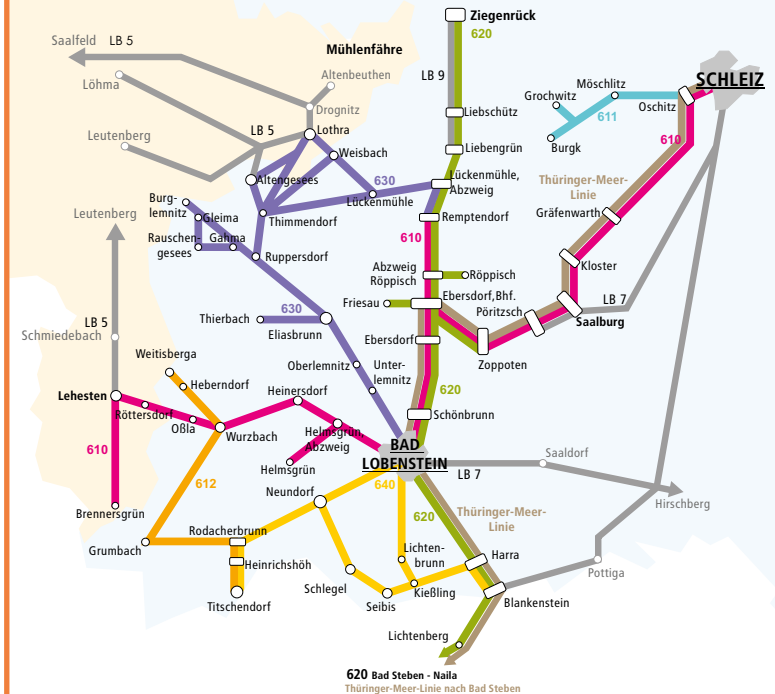 Ziegenrück
620
Saalfeld
LB 5
Mühlenfähre
LB 9
SCHLEIZ
Löhma
Altenbeuthen
Möschlitz
Grochwitz
Oschitz
Drognitz
Liebschütz
611
LB 5
Lothra
610
Leutenberg
Burgk
Weisbach
Liebengrün
Altengesees
630
Lückenmühle,
Abzweig
Thüringer-Meer-
Linie
Burg-
lemnitz
Lückenmühle
Leutenberg
Gleima
Thimmendorf
Remptendorf
Gräfenwarth
Rauschen-
gesees
Gahma
610
Ruppersdorf
Abzweig
Röppisch
Röppisch
Kloster
Friesau
Ebersdorf,Bhf.
Pöritzsch
LB 7
630
Thierbach
Saalburg
LB 5
Schmiedebach
Eliasbrunn
Ebersdorf
Weitisberga
Oberlemnitz
Unter-
lemnitz
Zoppoten
Heberndorf
Lehesten
Heinersdorf
620
Röttersdorf
Oßla
Schönbrunn
Helmsgrün,
Abzweig
Wurzbach
BAD
LOBENSTEIN
610
Saaldorf
Helmsgrün
LB 7
612
640
Neundorf
Hirschberg
Brennersgrün
620
Thüringer-Meer-
Linie
Rodacherbrunn
Grumbach
Lichten-
brunn
Harra
Heinrichshöh
Pottiga
Schlegel
Kießling
Titschendorf
Seibis
Blankenstein
Lichtenberg
620 Bad Steben - Naila
Thüringer-Meer-Linie nach Bad Steben